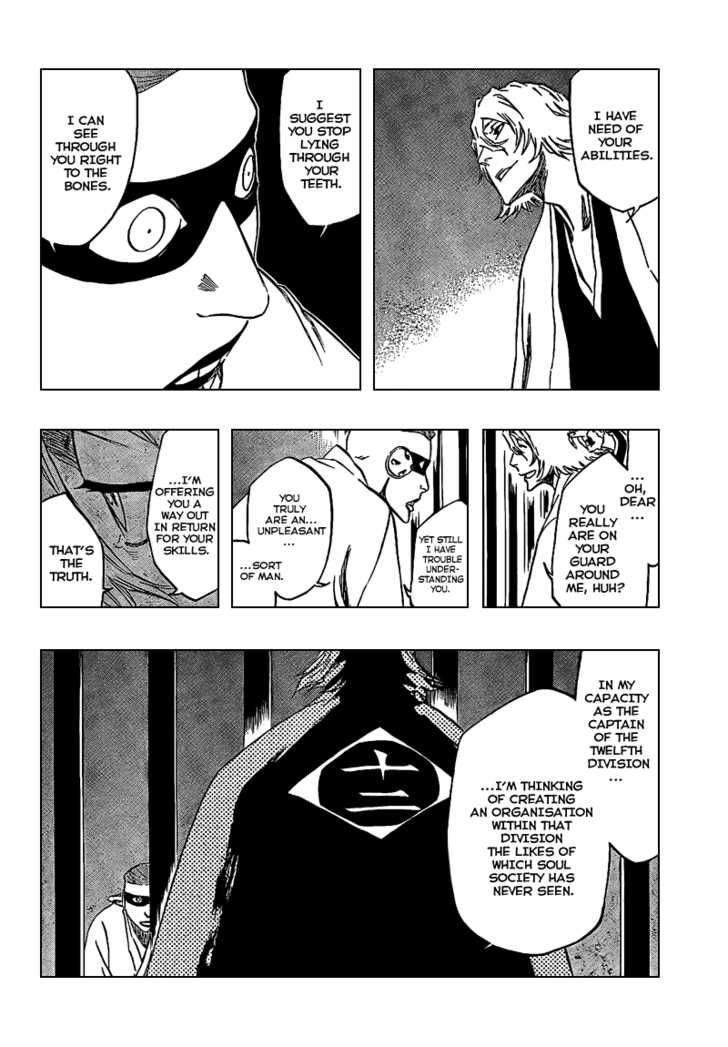 I HAVE
NEED OF
YOUR
ABILITIES.
I
SUGGEST
YOU STOP
LYING
THROUGH
YOUR
TEETH.
I CAN
SEE
THROUGH
YOU RIGHT
TO THE
BONES.
...
OH,
DEAR
...
YOU
REALLY
ARE ON
YOUR
GUARD
AROUND
ME, HUH?
YOU
TRULY
ARE AN...
UNPLEASANT
...
...SORT
OF MAN.
YET STILL
I HAVE
TROUBLE
UNDER-
STANDING
YOU.
...I'M
OFFERING
YOU A
WAY OUT
IN RETURN
FOR YOUR
SKILLS.
THAT'S
THE
TRUTH.
IN MY
CAPACITY
AS THE
CAPTAIN
OF THE
TWELFTH
DIVISION
...
...I'M THINKING
OF CREATING
AN ORGANISATION
WITHIN THAT
DIVISION
THE LIKES OF
WHICH SOUL
SOCIETY HAS
NEVER SEEN.
十二